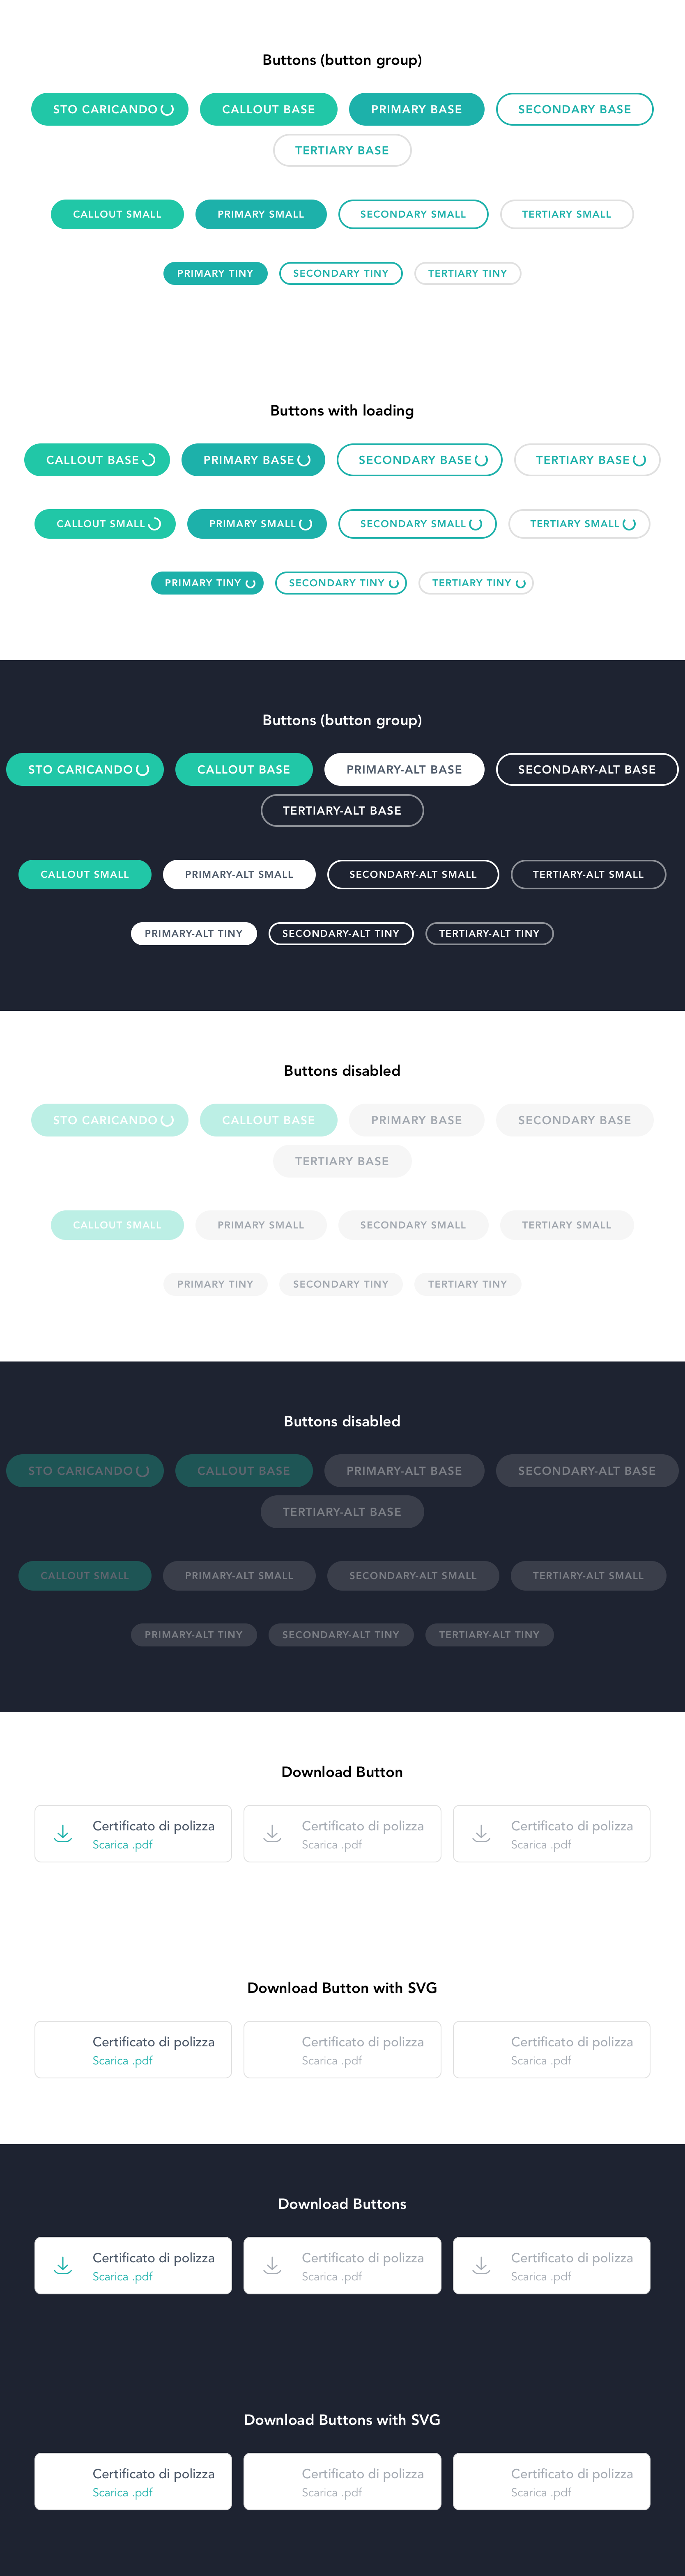 Buttons (button group)
STO CARICANDO CALLOUT BASE PRIMARY BASE SECONDARY BASE
TERTIARY BASE
CALLOUT SMALL PRIMARY SMALL SECONDARY SMALL TERTIARY SMALL
PRIMARY TINY SECONDARY TINY TERTIARY TINY
Buttons with loading
CALLOUT BASE PRIMARY BASE SECONDARY BASE TERTIARY BASE
CALLOUT SMALL PRIMARY SMALL SECONDARY SMALL TERTIARY SMALL
PRIMARY TINY SECONDARY TINY TERTIARY TINY
Buttons (button group)
STO CARICANDO CALLOUT BASE PRIMARY-ALT BASE SECONDARY-ALT BASE
TERTIARY-ALT BASE
CALLOUT SMALL PRIMARY-ALT SMALL SECONDARY-ALT SMALL TERTIARY-ALT SMALL
PRIMARY-ALT TINY SECONDARY-ALT TINY TERTIARY-ALT TINY
Buttons disabled
STO CARICANDO CALLOUT BASE PRIMARY BASE SECONDARY BASE
TERTIARY BASE
CALLOUT SMALL PRIMARY SMALL SECONDARY SMALL TERTIARY SMALL
PRIMARY TINY SECONDARY TINY TERTIARY TINY
Buttons disabled
STO CARICANDO CALLOUT BASE PRIMARY-ALT BASE SECONDARY-ALT BASE
TERTIARY-ALT BASE
CALLOUT SMALL PRIMARY-ALT SMALL SECONDARY-ALT SMALL TERTIARY-ALT SMALL
PRIMARY-ALT TINY SECONDARY-ALT TINY TERTIARY-ALT TINY
Download Button
Certificato di polizza Certificato di polizza Certificato di polizza
Scarica .pdf Scarica .pdf Scarica .pdf
Download Button with SVG
Certificato di polizza Certificato di polizza Certificato di polizza
Scarica .pdf Scarica .pdf Scarica .pdf
Download Buttons
Certificato di polizza Certificato di polizza Certificato di polizza
Scarica .pdf Scarica .pdf Scarica .pdf
Download Buttons with SVG
Certificato di polizza Certificato di polizza Certificato di polizza
Scarica .pdf Scarica .pdf Scarica .pdf